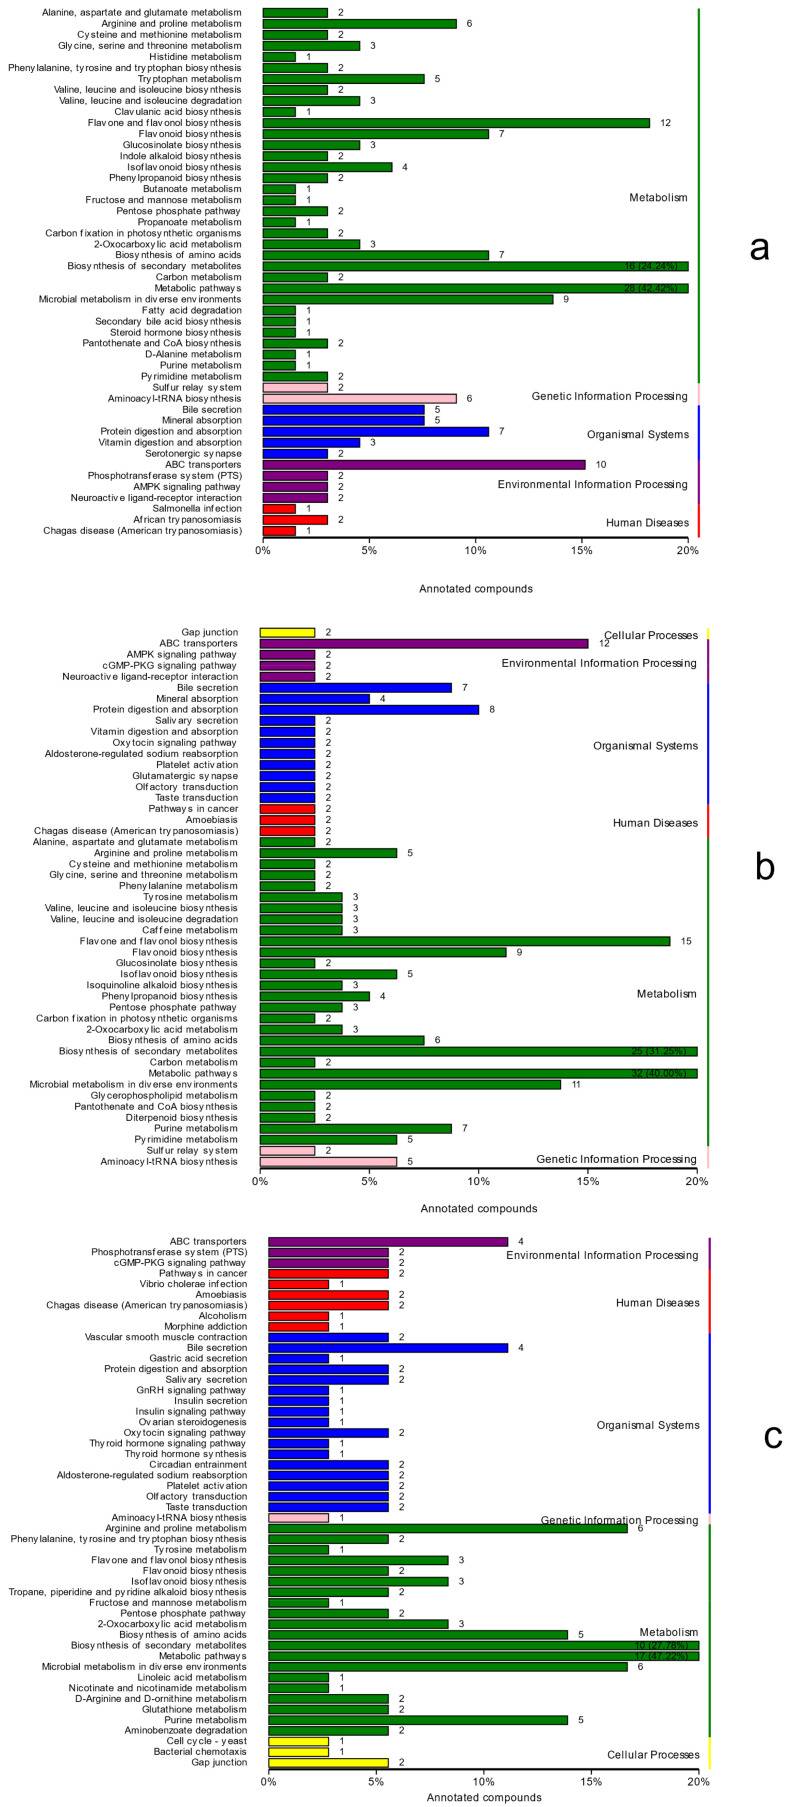 Alanine, aspartate and glutamate metabolism 2
Arginine and proline metabolism 6
Cysteine and methionine metabolism 2
Glycine, serine and threonine metabolism 3
Histidine metabolism 1
Phenylalanine, tyrosine and tryptophan biosynthesis 2
Tryptophan metabolism 5
Valine, leucine and isoleucine biosynthesis 2
Valine, leucine and isoleucine degradation 3
Clavulanic acid biosynthesis 1
Flavone and flavonol biosynthesis 12
Flavonoid biosynthesis 7
Glucosinolate biosynthesis 3
Indole alkaloid biosynthesis 2
Isoflavonoid biosynthesis 4
Phenylpropanoid biosynthesis 2
Butanoate metabolism 1
Fructose and mannose metabolism 1
Metabolism
Pentose phosphate pathway 2
Propanoate metabolism 1
Carbon fixation in photosynthetic organisms 2
2-Oxocarboxylic acid metabolism 3
a
Biosynthesis of amino acids 7
Biosynthesis of secondary metabolites 16 (24.24%)
Carbon metabolism 2
Metabolic pathways 28 (42.42%)
Microbial metabolism in diverse environments 9
Fatty acid degradation 1
Secondary bile acid biosynthesis 1
Steroid hormone biosynthesis 1
Pantothenate and CoA biosynthesis 2
D-Alanine metabolism 1
Purine metabolism 1
Pyrimidine metabolism 2
Sulfur relay system 2
Genetic Information Processing
Aminoacyl-tRNA biosynthesis 6
Bile secretion 5
Mineral absorption 5
Protein digestion and absorption 7
Organismal Systems
Vitamin digestion and absorption 3
Serotonergic synapse 2
ABC transporters 10
Phosphotransferase system (PTS) 2
AMPK signaling pathway 2
Environmental Information Processing
Neuroactive ligand-receptor interaction 2
Salmonella infection 1
African trypanosomiasis 2
Human Diseases
Chagas disease (American trypanosomiasis) 1
0% 5% 10% 15% 20%
Annotated compounds
Gap junction 2
Cellular Processes
ABC transporters 12
AMPK signaling pathway 2
cGMP-PKG signaling pathway 2
Environmental Information Processing
Neuroactive ligand-receptor interaction 2
Bile secretion 7
Mineral absorption 4
Protein digestion and absorption 8
Salivary secretion 2
Vitamin digestion and absorption 2
Oxytocin signaling pathway 2
Organismal Systems
Aldosterone-regulated sodium reabsorption 2
Platelet activation 2
Glutamatergic synapse 2
Olfactory transduction 2
Taste transduction 2
Pathways in cancer 2
Amoebiasis 2
Human Diseases
Chagas disease (American trypanosomiasis) 2
Alanine, aspartate and glutamate metabolism 2
Arginine and proline metabolism 5
Cysteine and methionine metabolism 2
b
Glycine, serine and threonine metabolism 2
Phenylalanine metabolism 2
Tyrosine metabolism 3
Valine, leucine and isoleucine biosynthesis 3
Valine, leucine and isoleucine degradation 3
Caffeine metabolism 3
Flavone and flavonol biosynthesis 15
Flavonoid biosynthesis 9
Glucosinolate biosynthesis 2
Isoflavonoid biosynthesis 5
Isoquinoline alkaloid biosynthesis 3
Metabolism
Phenylpropanoid biosynthesis 4
Pentose phosphate pathway 3
Carbon fixation in photosynthetic organisms 2
2-Oxocarboxylic acid metabolism 3
Biosynthesis of amino acids 6
Biosynthesis of secondary metabolites 25 (31.25%)
Carbon metabolism 2
Metabolic pathways 32 (40.00%)
Microbial metabolism in diverse environments 11
Glycerophospholipid metabolism 2
Pantothenate and CoA biosynthesis 2
Diterpenoid biosynthesis 2
Purine metabolism 7
Pyrimidine metabolism 5
Sulfur relay system 2
Genetic Information Processing
Aminoacyl-tRNA biosynthesis 5
0% 5% 10% 15% 20%
Annotated compounds
ABC transporters 4
Phosphotransferase system (PTS) 2
Environmental Information Processing
cGMP-PKG signaling pathway 2
Pathways in cancer 2
Vibrio cholerae infection 1
Amoebiasis 2
Human Diseases
Chagas disease (American trypanosomiasis) 2
Alcoholism 1
Morphine addiction 1
Vascular smooth muscle contraction 2
Bile secretion 4
Gastric acid secretion 1
Protein digestion and absorption 2
Salivary secretion 2
GnRH signaling pathway 1
Insulin secretion 1
Insulin signaling pathway 1
Ovarian steroidogenesis 1
Organismal Systems
Oxytocin signaling pathway 2
c
Thyroid hormone signaling pathway 1
Thyroid hormone synthesis 1
Circadian entrainment 2
Aldosterone-regulated sodium reabsorption 2
Platelet activation 2
Olfactory transduction 2
Taste transduction 2
Aminoacyl-tRNA biosynthesis 1
Genetic Information Processing
Arginine and proline metabolism 6
Phenylalanine, tyrosine and tryptophan biosynthesis 2
Tyrosine metabolism 1
Flavone and flavonol biosynthesis 3
Flavonoid biosynthesis 2
Isoflavonoid biosynthesis 3
Tropane, piperidine and pyridine alkaloid biosynthesis 2
Fructose and mannose metabolism 1
Pentose phosphate pathway 2
2-Oxocarboxylic acid metabolism 3
Metabolism
Biosynthesis of amino acids 5
Biosynthesis of secondary metabolites 10 (27.78%)
Metabolic pathways 17 (47.22%)
Microbial metabolism in diverse environments 6
Linoleic acid metabolism 1
Nicotinate and nicotinamide metabolism 1
D-Arginine and D-ornithine metabolism 2
Glutathione metabolism 2
Purine metabolism 5
Aminobenzoate degradation 2
Cell cycle - yeast 1
Bacterial chemotaxis 1
Cellular Processes
Gap junction 2
0% 5% 10% 15% 20%
Annotated compounds